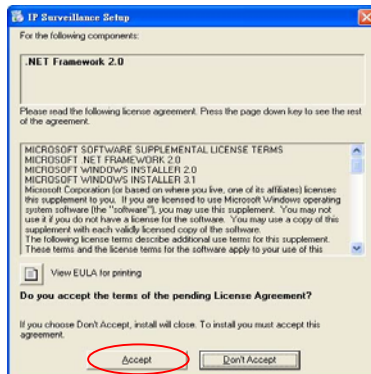 IP Surveillance Setup
For the following components:
.NET Framework 2.0
Please read the following license agreement. Press the page down key to see the rest
of the agreement.
MICROSOFT SOFTWARE SUPPLEMENTAL LICENSE TERMS
MICROSOFT .NET FRAMEWORK 2.0
MICROSOFT WINDOWS INSTALLER 2.0
MICROSOFT WINDOWS INSTALLER 3.1
Microsoft Corporation (or based on where you live, one of its affiliates) licenses
this supplement to you. If you are licensed to use Microsoft Windows operating
system software (the "software"), you may use this supplement. You may not
use it if you do not have a license for the software. You may use a copy of this
supplement with each validly licensed copy of the software.
The following license terms describe additional use terms for this supplement.
These terms and the license terms for the software apply to your use of this
View EULA for printing
Do you accept the terms of the pending License Agreement?
If you choose Don't Accept, install will close. To install you must accept this
agreement.
Accept
Don't Accept